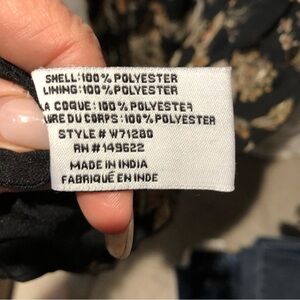 SHELL:100% POLYESTER
LINING:100% POLYESTER
LA COQUE:100% POLYESTER
DU CORPS:100% POLYESTER
STYLE # W71280
RN # 149622
MADE IN INDIA
FABRIQUÉ EN INDE